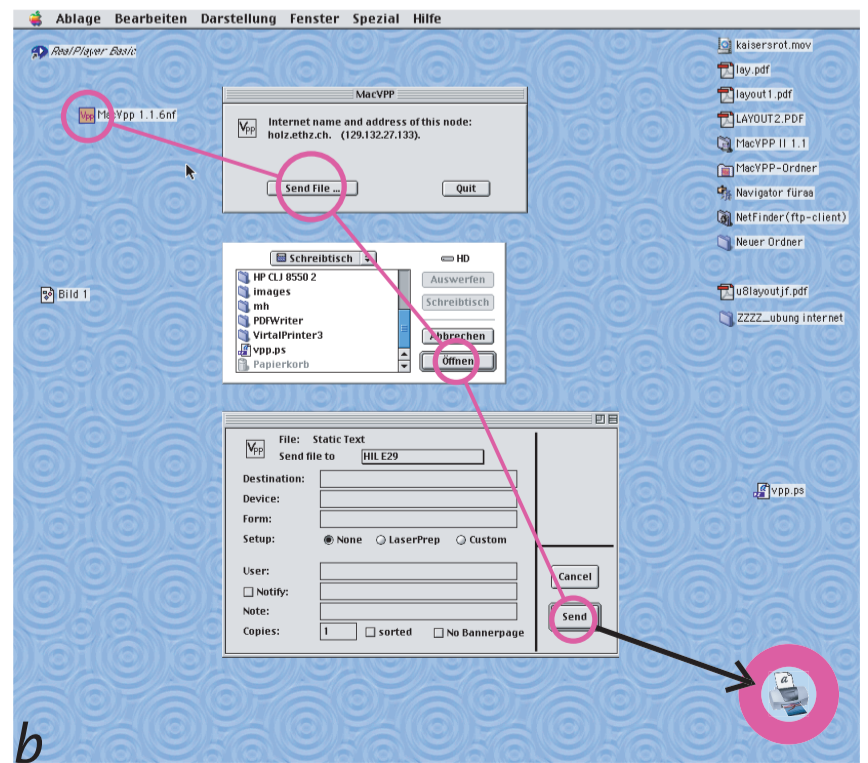 Ablage Bearbeiten Darstellung Fenster Spezial Hilfe
RealPlayer Basic
Vpp MacVpp 1.1.6nf
kaisersrot.mov
lay.pdf
layout1.pdf
LAYOUT2.PDF
MacVPP II 1.1
MacVPP-Ordner
Navigator füraa
NetFinder(ftp-client)
Neuer Ordner
u8layoutjf.pdf
ZZZZ_ubung internet
Bild 1
vpp.ps
MacVPP
VPP
Internet name and address of this node:
holz.ethz.ch. (129.132.27.133).
Send File ...
Quit
Schreibtisch
HD
HP CLJ 8550 2
images
mh
PDFWriter
VirtalPrinter3
vpp.ps
Papierkorb
Auswerfen
Schreibtisch
Abbrechen
Öffnen
VPP
File: Static Text
Send file to HIL E29
Destination:
Device:
Form:
Setup: None LaserPrep Custom
User:
Notify:
Note:
Copies: 1 sorted No Bannerpage
Cancel
Send
a
b